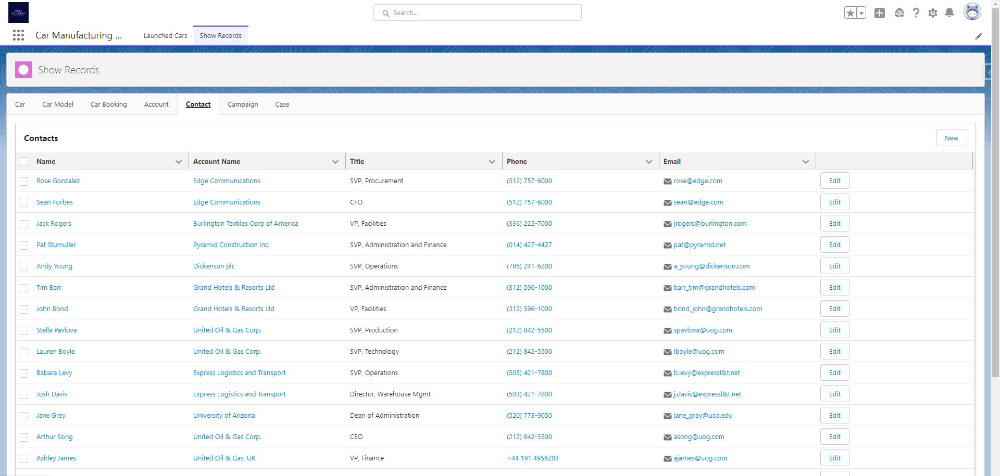 AUTORENT
Search...
Car Manufacturing ... Launched Cars Show Records
Show Records
Car Car Model Car Booking Account Contact Campaign Case
Contacts New
Name Account Name Title Phone Email
Rose Gonzalez Edge Communications SVP, Procurement (512) 757-6000 rose@edge.com Edit
Sean Forbes Edge Communications CFO (512) 757-6000 sean@edge.com Edit
Jack Rogers Burlington Textiles Corp of America VP, Facilities (336) 222-7000 jrogers@burlington.com Edit
Pat Stumuller Pyramid Construction Inc. SVP, Administration and Finance (014) 427-4427 pat@pyramid.net Edit
Andy Young Dickenson plc SVP, Operations (785) 241-6200 a_young@dickenson.com Edit
Tim Barr Grand Hotels & Resorts Ltd SVP, Administration and Finance (312) 596-1000 barr_tim@grandhotels.com Edit
John Bond Grand Hotels & Resorts Ltd VP, Facilities (312) 596-1000 bond_john@grandhotels.com Edit
Stella Pavlova United Oil & Gas Corp. SVP, Production (212) 842-5500 spavlova@uog.com Edit
Lauren Boyle United Oil & Gas Corp. SVP, Technology (212) 842-5500 lboyle@uog.com Edit
Babara Levy Express Logistics and Transport SVP, Operations (503) 421-7800 b.levy@expressl&t.net Edit
Josh Davis Express Logistics and Transport Director, Warehouse Mgmt (503) 421-7800 j.davis@expressl&t.net Edit
Jane Grey University of Arizona Dean of Administration (520) 773-9050 jane_gray@uoa.edu Edit
Arthur Song United Oil & Gas Corp. CEO (212) 842-5500 asong@uog.com Edit
Ashley James United Oil & Gas, UK VP, Finance +44 191 4956203 ajames@uog.com Edit